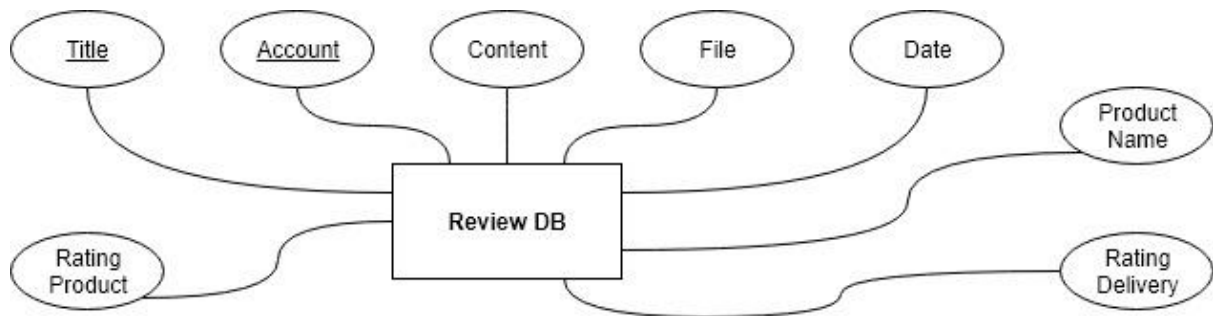 Title
Account
Content
File
Date
Product
Name
Review DB
Rating
Product
Rating
Delivery